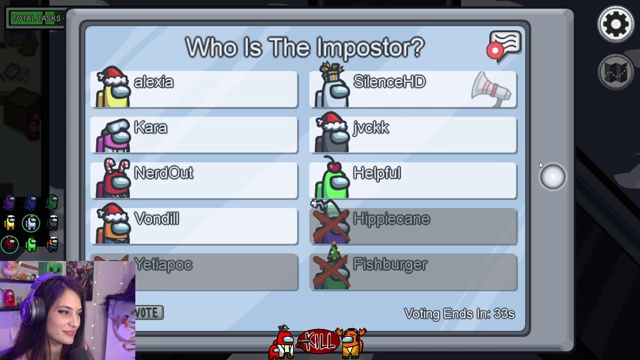 TOTAL TASKS
Who Is The Impostor?
alexia
SilenceHD
Kara
jvckk
NerdOut
Helpful
Vondill
Hippiecane
Yetiapoc
Fishburger
VOTE
Voting Ends In: 33s
KILL